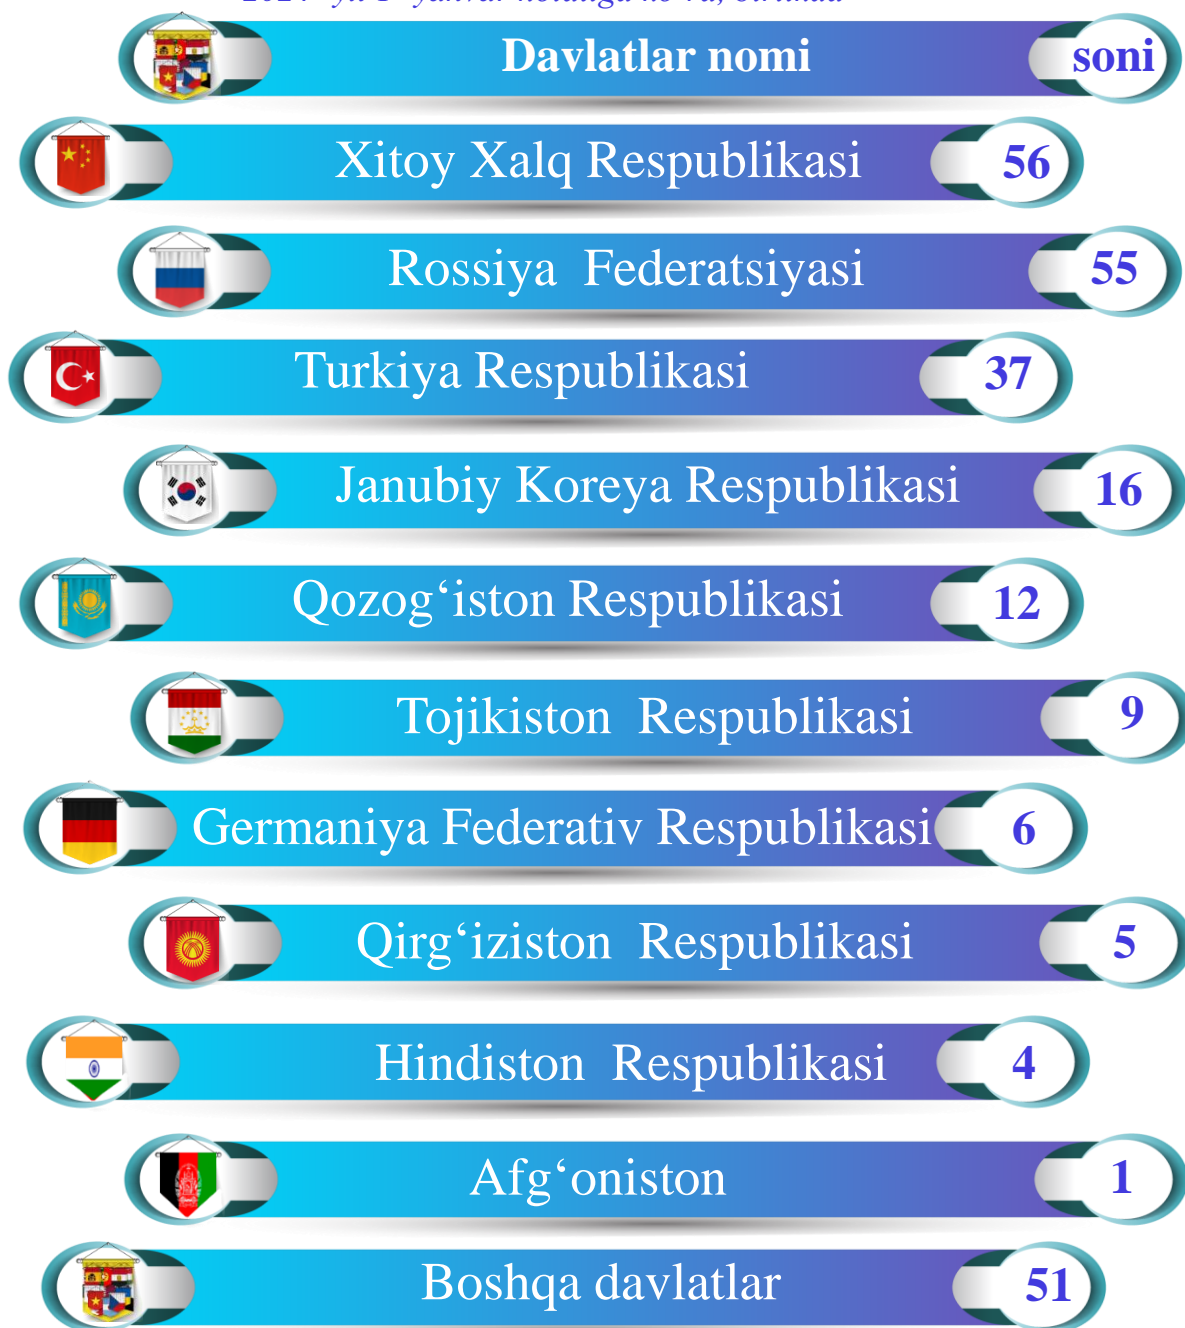 Davlatlar nomi soni
Xitoy Xalq Respublikasi 56
Rossiya Federatsiyasi 55
Turkiya Respublikasi 37
Janubiy Koreya Respublikasi 16
Qozog‘iston Respublikasi 12
Tojikiston Respublikasi 9
Germaniya Federativ Respublikasi 6
Qirg‘iziston Respublikasi 5
Hindiston Respublikasi 4
Afg‘oniston 1
Boshqa davlatlar 51